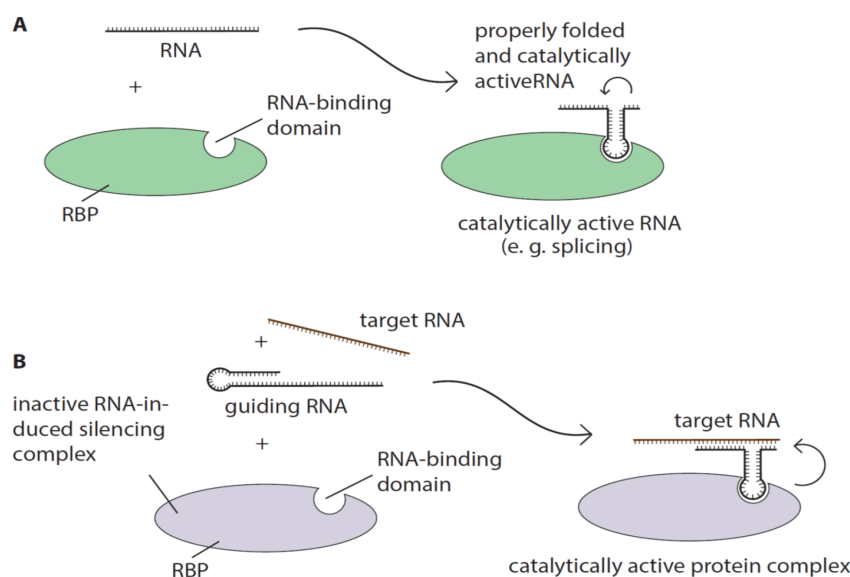 A
RNA
+
RNA-binding
domain
RBP
properly folded
and catalytically
activeRNA
catalytically active RNA
(e. g. splicing)
B
target RNA
+
guiding RNA
inactive RNA-in-
duced silencing
complex
+
RNA-binding
domain
RBP
target RNA
catalytically active protein complex